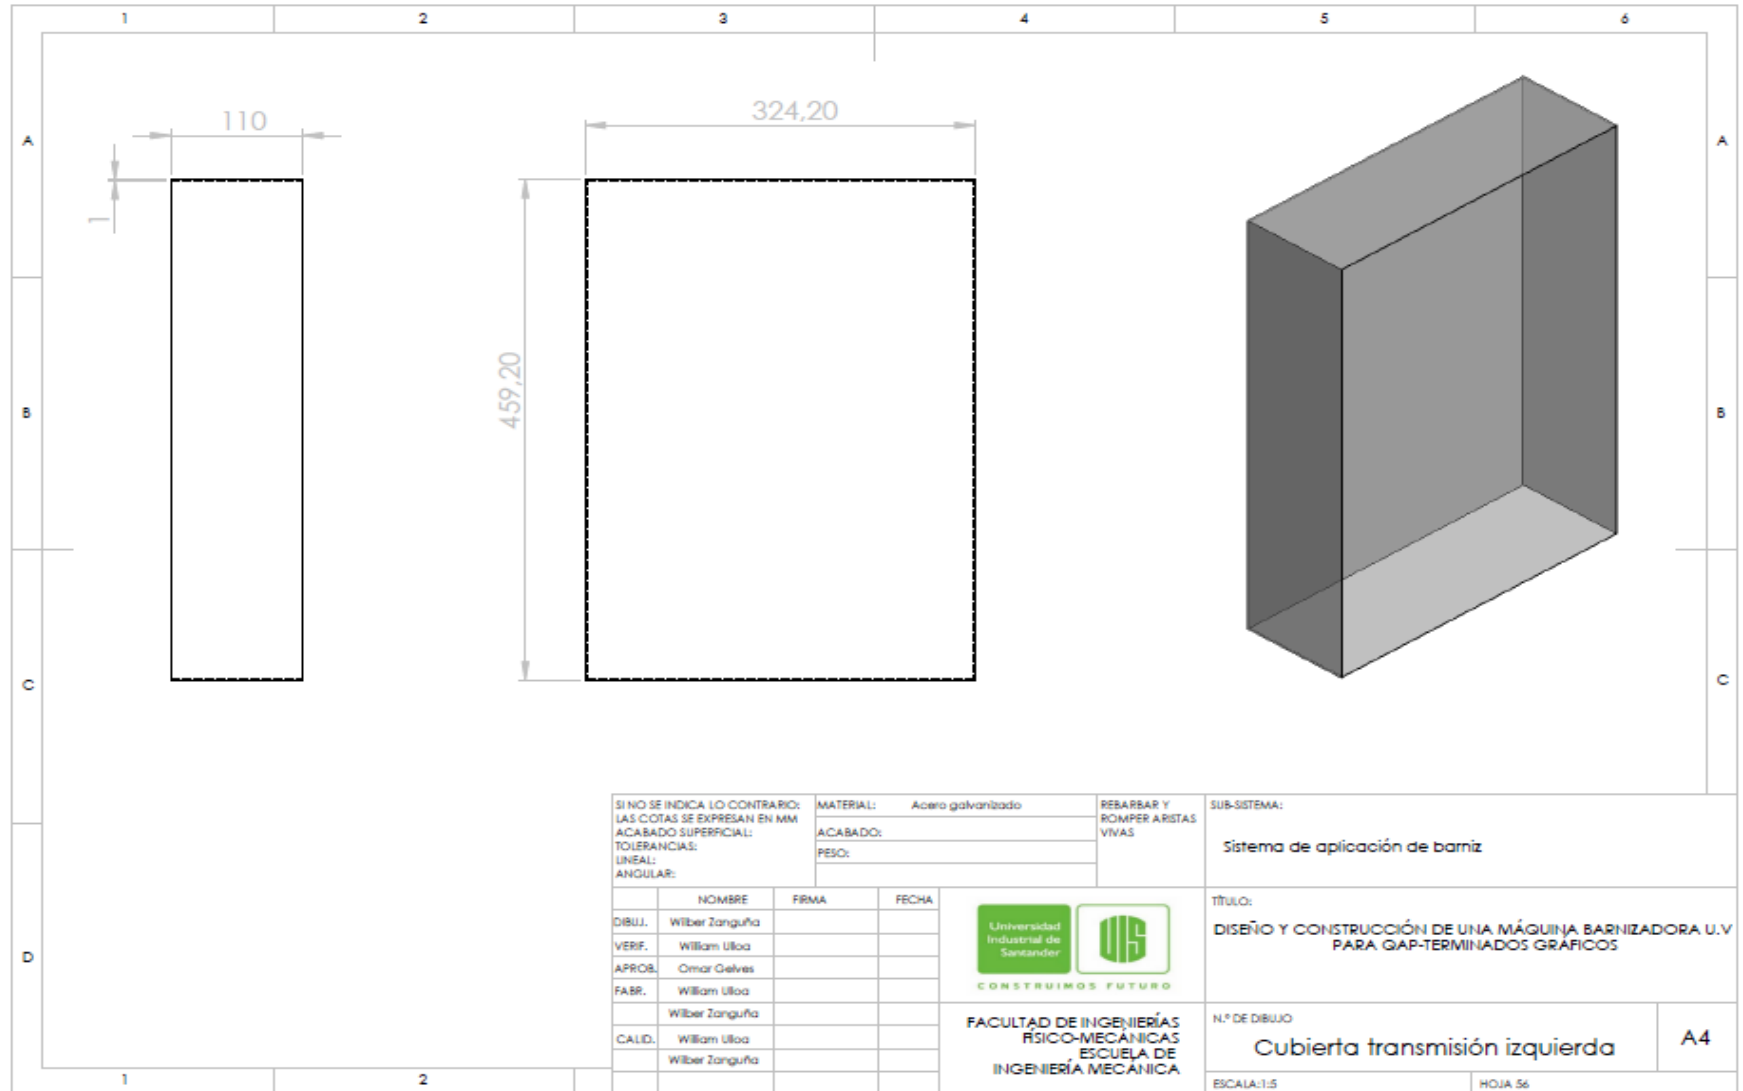 1 2 3 4 5 6
A A
110
324,20
1
459,20
B B
C C
D
SI NO SE INDICA LO CONTRARIO:
LAS COTAS SE EXPRESAN EN MM
ACABADO SUPERFICIAL:
TOLERANCIAS:
LINEAL:
ANGULAR:
MATERIAL: Acero galvanizado
ACABADO:
PESO:
REBARBAR Y
ROMPER ARISTAS
VIVAS
SUB-SISTEMA:
Sistema de aplicación de barniz
NOMBRE FIRMA FECHA
DIBUJ. Wilber Zanguña
VERIF. William Ulloa
APROB. Omar Gelves
FABR. William Ulloa
Wilber Zanguña
CALID. William Ulloa
Wilber Zanguña
Universidad
Industrial de
Santander
UIS
CONSTRUIMOS FUTURO
FACULTAD DE INGENIERÍAS
FÍSICO-MECÁNICAS
ESCUELA DE
INGENIERÍA MECÁNICA
TÍTULO:
DISEÑO Y CONSTRUCCIÓN DE UNA MÁQUINA BARNIZADORA U.V
PARA QAP-TERMINADOS GRÁFICOS
N.º DE DIBUJO
Cubierta transmisión izquierda
A4
ESCALA:1:5
HOJA 56
1 2